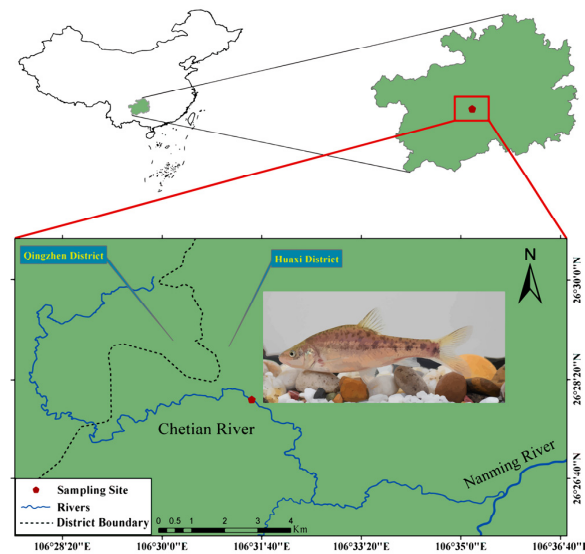 Qingzhen District
Huaxi District
N
26°30'0"N
26°28'20"N
26°26'40"N
Chetian River
Nanming River
Sampling Site
Rivers
District Boundary
0 0.5 1 2 3 4
Km
106°28'20"E 106°30'0"E 106°31'40"E 106°33'20"E 106°35'0"E 106°36'40"E